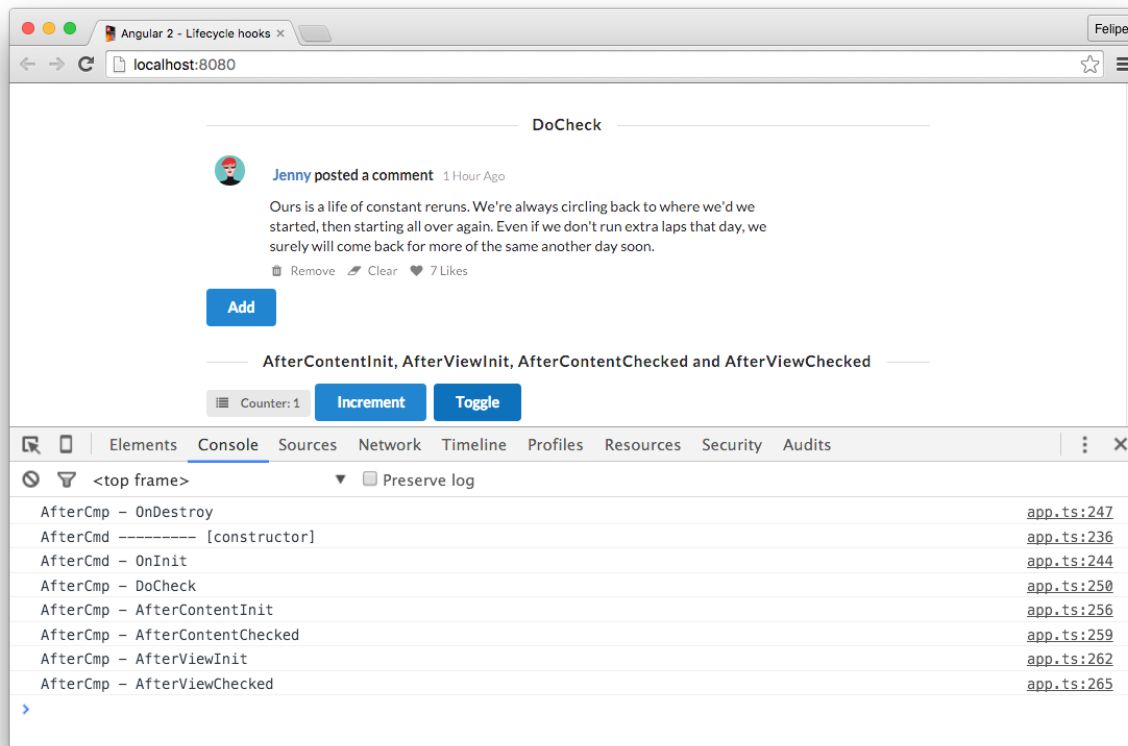 Angular 2 - Lifecycle hooks ×
Felipe
localhost:8080
DoCheck
Jenny posted a comment 1 Hour Ago
Ours is a life of constant reruns. We're always circling back to where we'd we
started, then starting all over again. Even if we don't run extra laps that day, we
surely will come back for more of the same another day soon.
Remove Clear 7 Likes
Add
AfterContentInit, AfterViewInit, AfterContentChecked and AfterViewChecked
Counter: 1 Increment Toggle
Elements Console Sources Network Timeline Profiles Resources Security Audits
<top frame> ▼ Preserve log
AfterCmp – OnDestroy app.ts:247
AfterCmd --------- [constructor] app.ts:236
AfterCmd – OnInit app.ts:244
AfterCmp – DoCheck app.ts:250
AfterCmp – AfterContentInit app.ts:256
AfterCmp – AfterContentChecked app.ts:259
AfterCmp – AfterViewInit app.ts:262
AfterCmp – AfterViewChecked app.ts:265